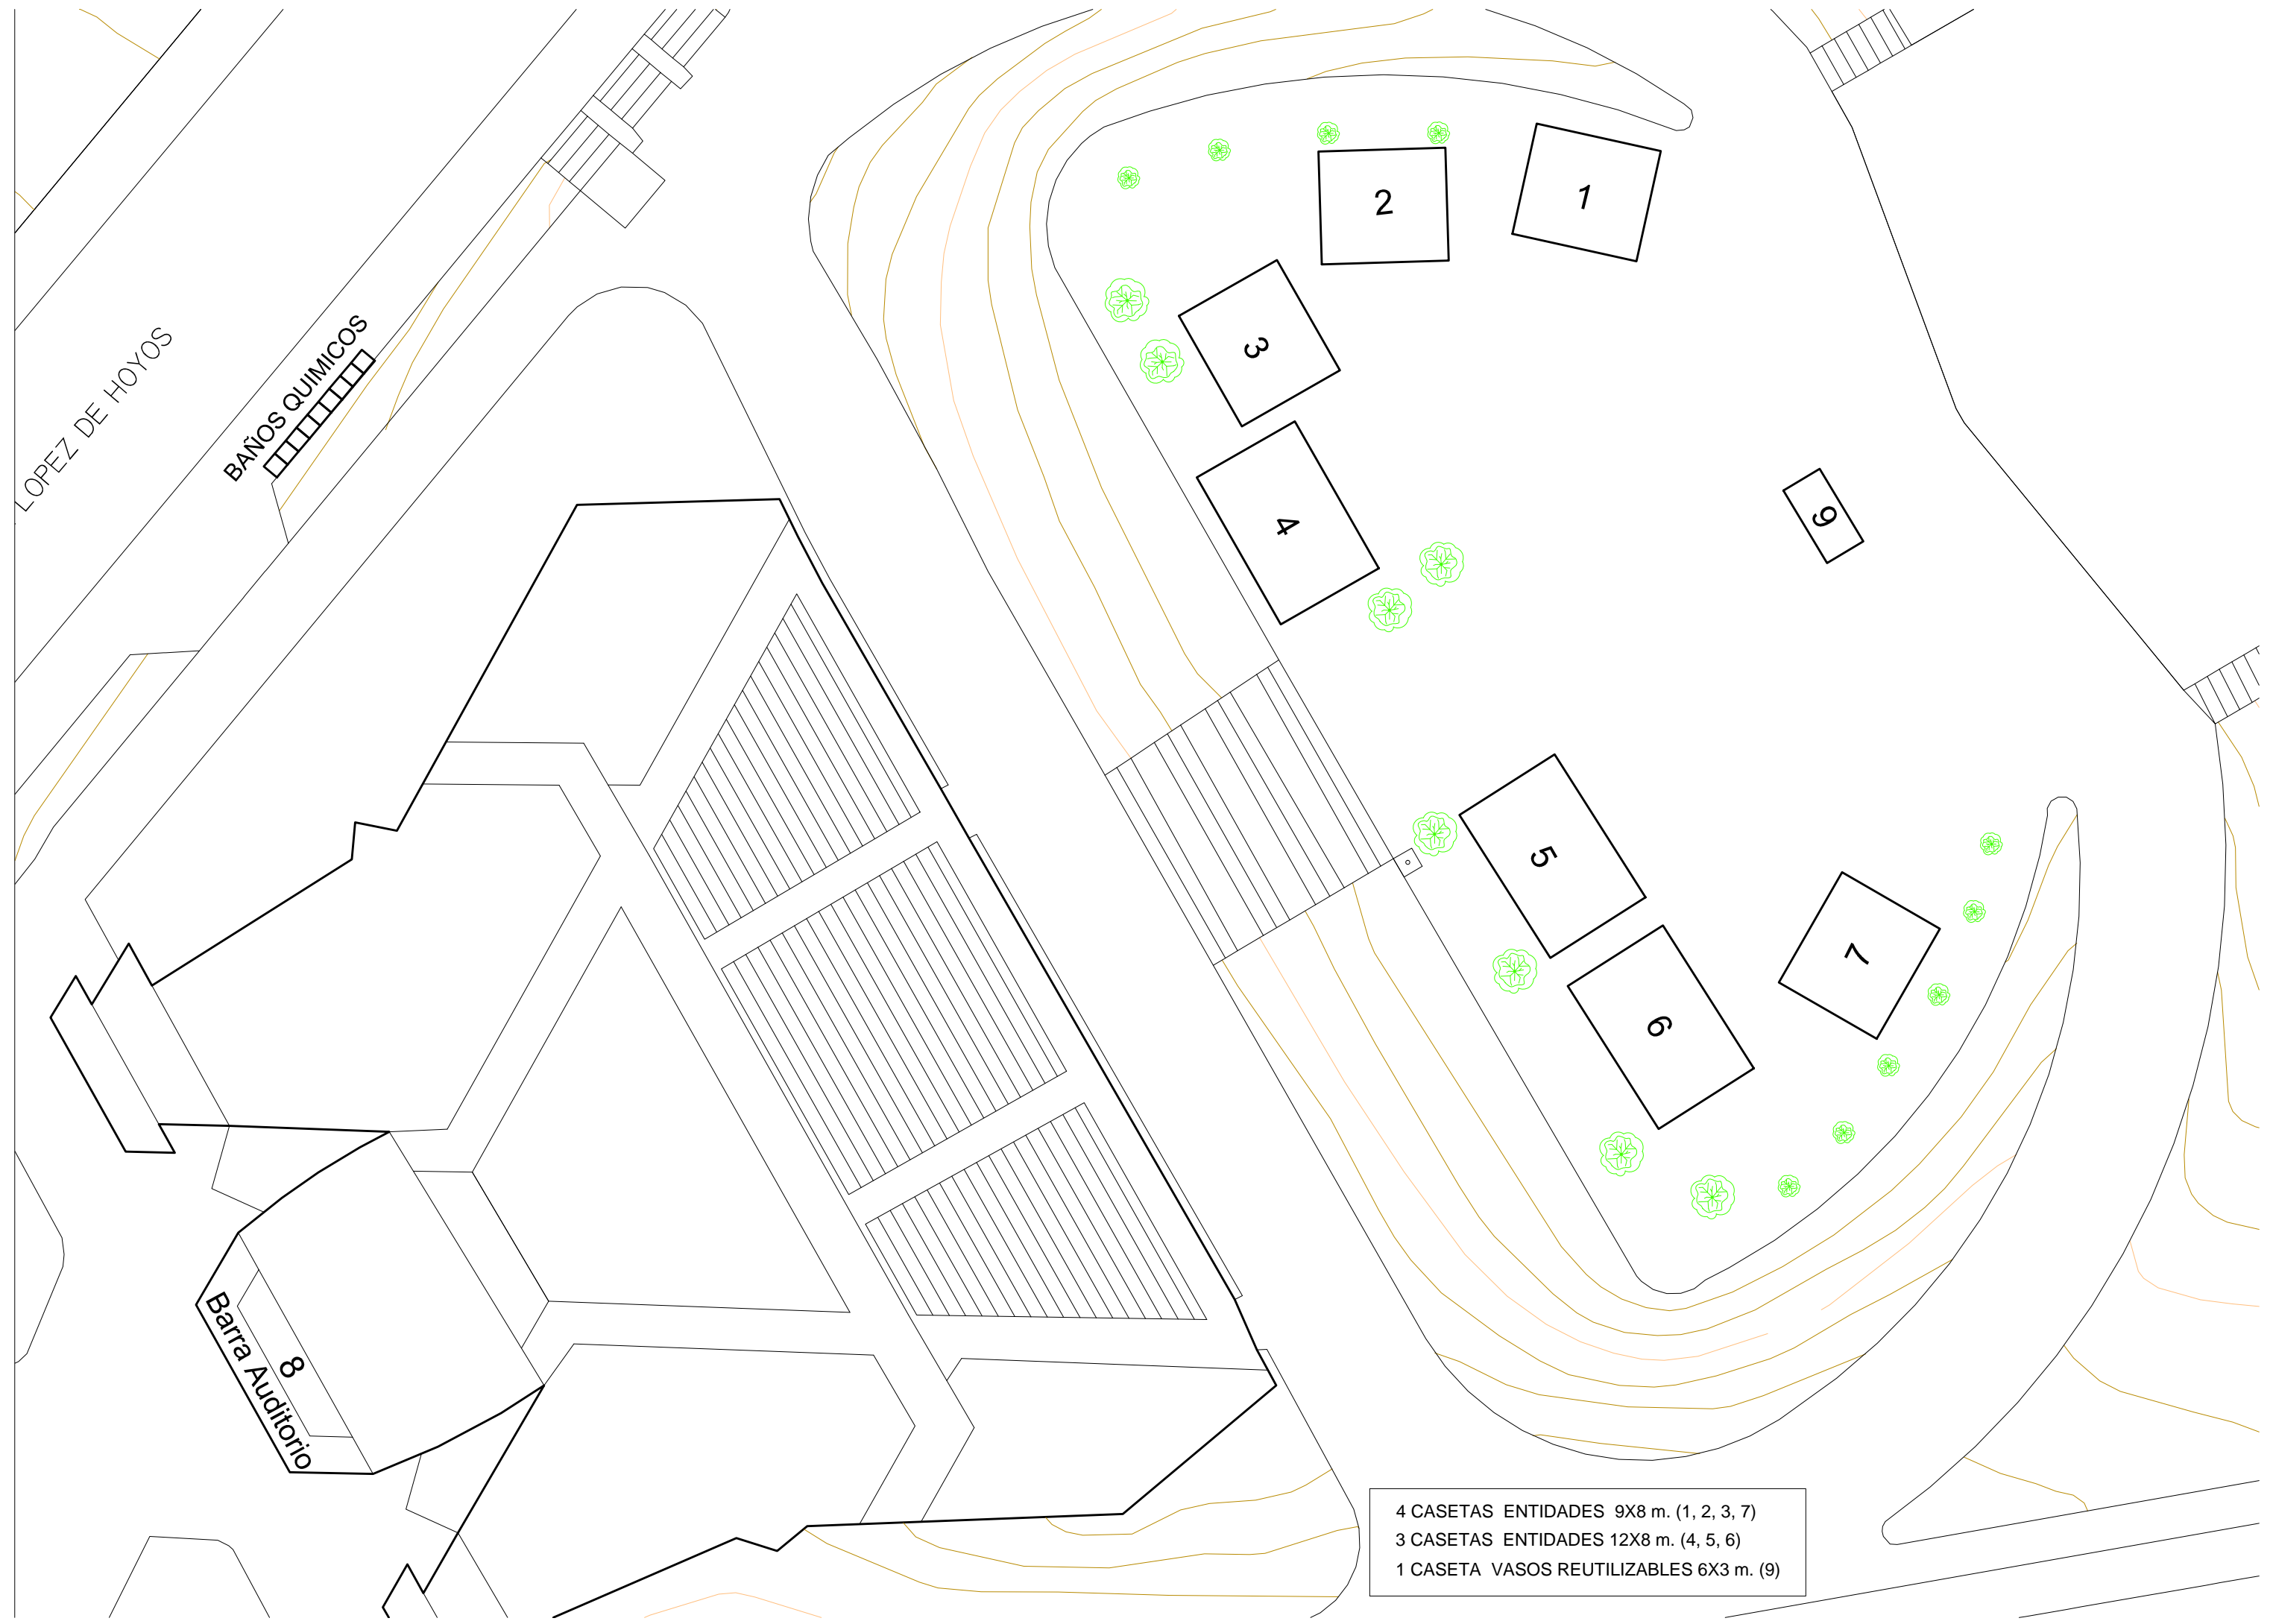 LOPEZ DE HOYOS
BAÑOS QUIMICOS
1
2
3
4
9
5
6
7
8
Barra Auditorio
4 CASETAS ENTIDADES 9X8 m. (1, 2, 3, 7)
3 CASETAS ENTIDADES 12X8 m. (4, 5, 6)
1 CASETA VASOS REUTILIZABLES 6X3 m. (9)